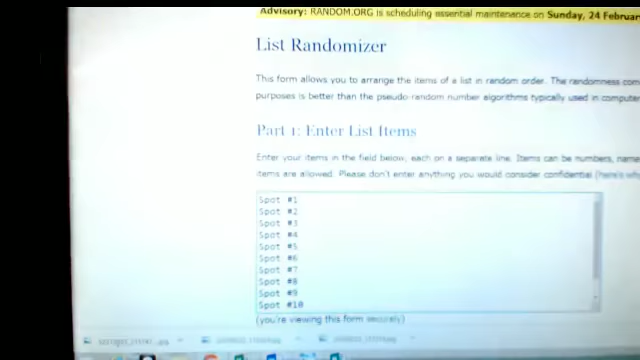 Advisory: RANDOM.ORG is scheduling essential maintenance on Sunday, 24 Februar
List Randomizer
This form allows you to arrange the items of a list in random order. The randomness com
purposes is better than the pseudo-random number algorithms typically used in computer
Part 1: Enter List Items
Enter your items in the field below, each on a separate line. Items can be numbers, name
items are allowed. Please don't enter anything you would consider confidential (here's why
Spot #1
Spot #2
Spot #3
Spot #4
Spot #5
Spot #6
Spot #7
Spot #8
Spot #9
Spot #10
(you're viewing this form securely)